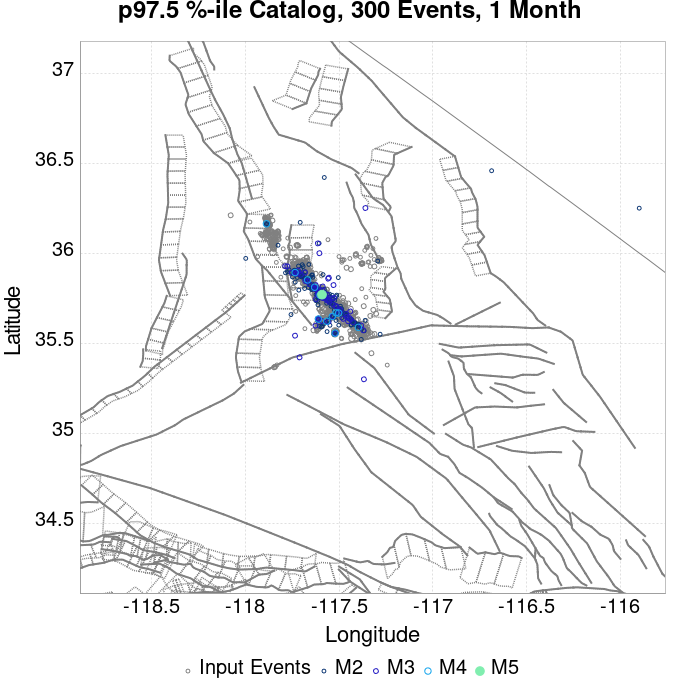 p97.5 %-ile Catalog, 300 Events, 1 Month
37
36.5
36
35.5
35
34.5
Latitude
-118.5 -118 -117.5 -117 -116.5 -116
Longitude
Input Events M2 M3 M4 M5